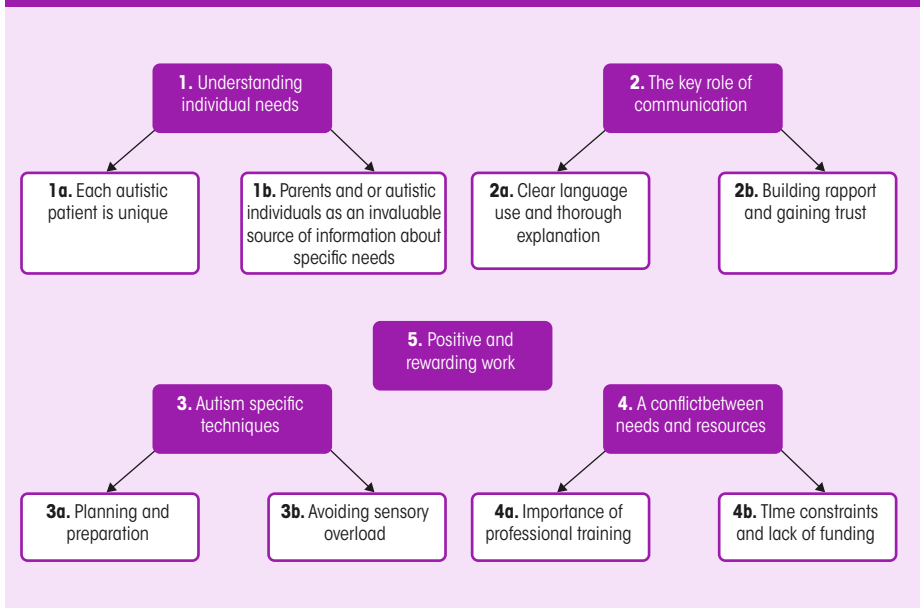 1. Understanding
individual needs
2. The key role of
communication
1a. Each autistic
patient is unique
1b. Parents and or autistic
individuals as an invaluable
source of information about
specific needs
2a. Clear language
use and thorough
explanation
2b. Building rapport
and gaining trust
5. Positive and
rewarding work
3. Autism specific
techniques
4. A conflictbetween
needs and resources
3a. Planning and
preparation
3b. Avoiding sensory
overload
4a. Importance of
professional training
4b. TIme constraints
and lack of funding